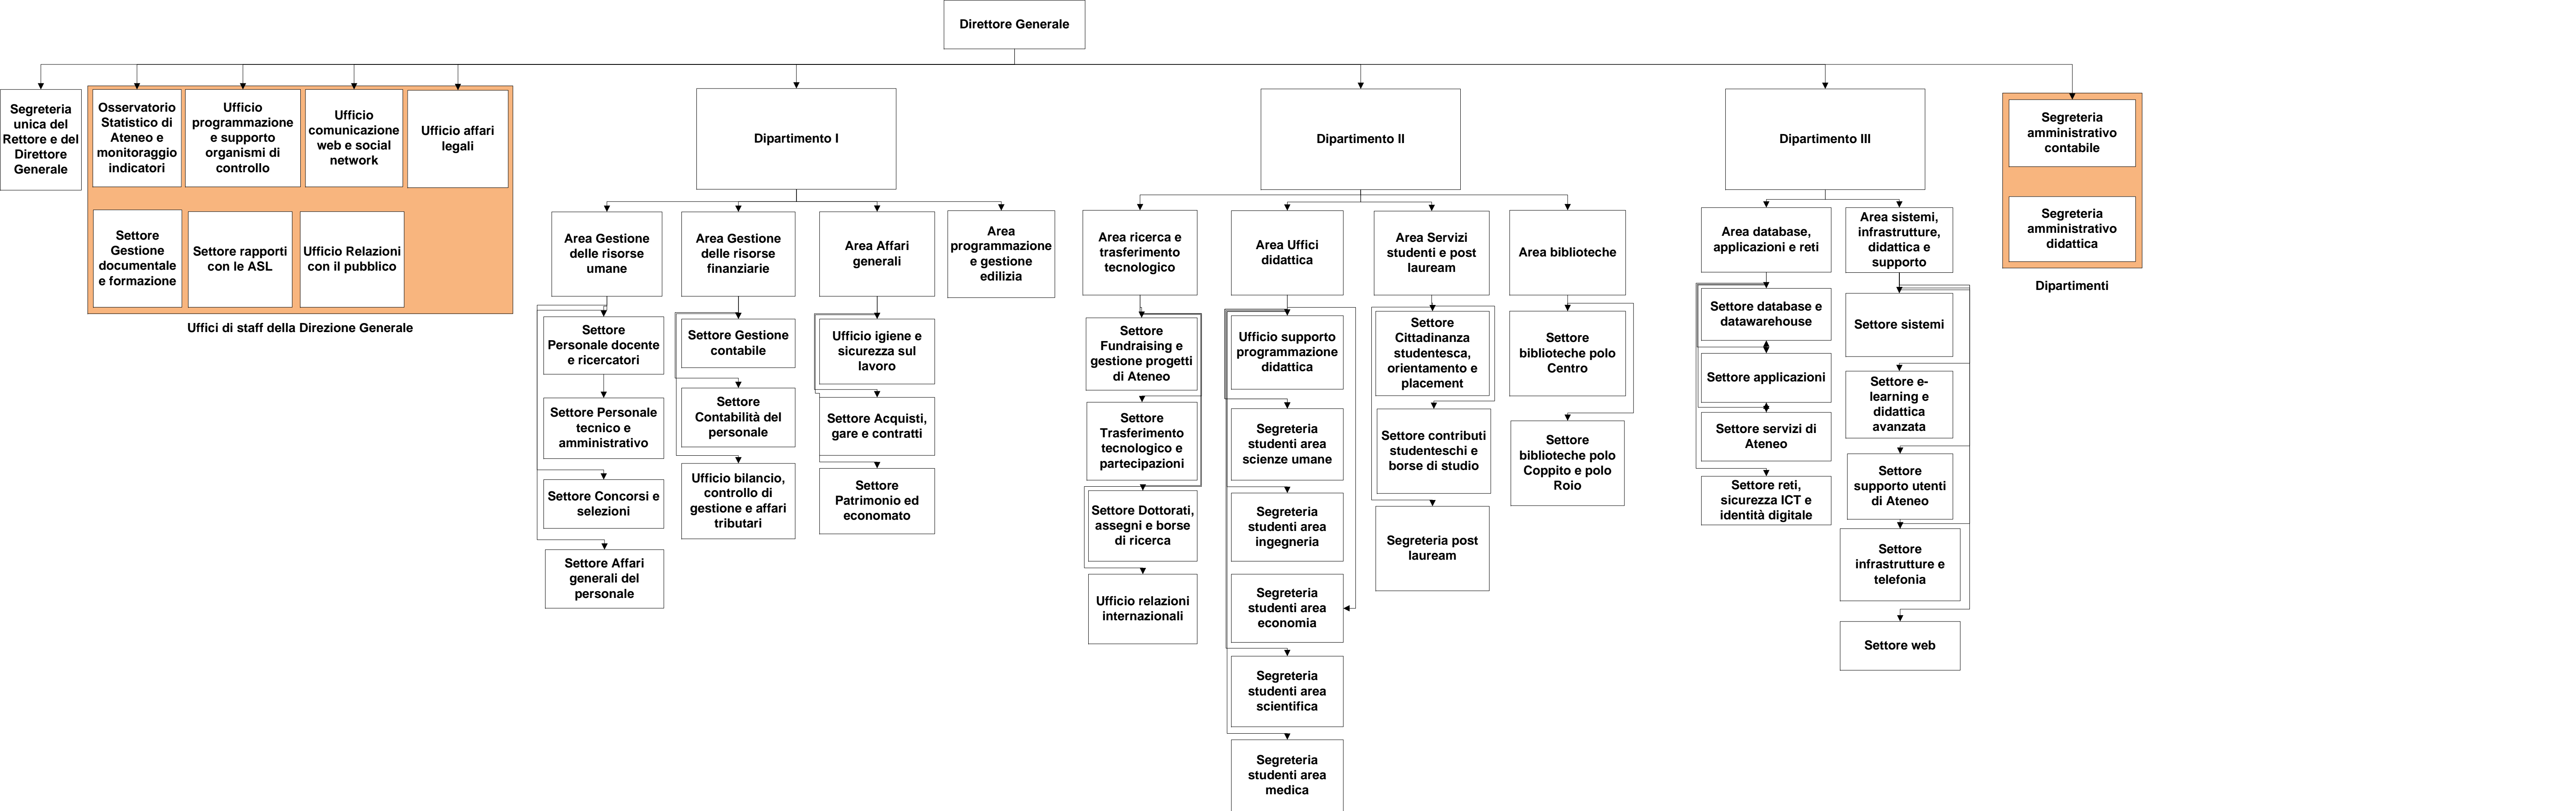 Direttore Generale
Segreteria
unica del
Rettore e del
Direttore
Generale
Osservatorio
Statistico di
Ateneo e
monitoraggio
indicatori
Ufficio
programmazione
e supporto
organismi di
controllo
Ufficio
comunicazione
web e social
network
Ufficio affari
legali
Settore
Gestione
documentale
e formazione
Settore rapporti
con le ASL
Ufficio Relazioni
con il pubblico
Uffici di staff della Direzione Generale
Dipartimento I
Area Gestione
delle risorse
umane
Area Gestione
delle risorse
finanziarie
Area Affari
generali
Area
programmazione
e gestione
edilizia
Settore
Personale docente
e ricercatori
Settore Personale
tecnico e
amministrativo
Settore Concorsi e
selezioni
Settore Affari
generali del
personale
Settore Gestione
contabile
Settore
Contabilità del
personale
Ufficio bilancio,
controllo di
gestione e affari
tributari
Ufficio igiene e
sicurezza sul
lavoro
Settore Acquisti,
gare e contratti
Settore
Patrimonio ed
economato
Dipartimento II
Area ricerca e
trasferimento
tecnologico
Area Uffici
didattica
Area Servizi
studenti e post
lauream
Area biblioteche
Settore
Fundraising e
gestione progetti
di Ateneo
Settore
Trasferimento
tecnologico e
partecipazioni
Settore Dottorati,
assegni e borse
di ricerca
Ufficio relazioni
internazionali
Ufficio supporto
programmazione
didattica
Segreteria
studenti area
scienze umane
Segreteria
studenti area
ingegneria
Segreteria
studenti area
economia
Segreteria
studenti area
scientifica
Segreteria
studenti area
medica
Settore
Cittadinanza
studentesca,
orientamento e
placement
Settore contributi
studenteschi e
borse di studio
Segreteria post
lauream
Settore
biblioteche polo
Centro
Settore
biblioteche polo
Coppito e polo
Roio
Dipartimento III
Area database,
applicazioni e reti
Area sistemi,
infrastrutture,
didattica e
supporto
Settore database e
datawarehouse
Settore applicazioni
Settore servizi di
Ateneo
Settore reti,
sicurezza ICT e
identità digitale
Settore sistemi
Settore e-
learning e
didattica
avanzata
Settore
supporto utenti
di Ateneo
Settore
infrastrutture e
telefonia
Settore web
Segreteria
amministrativo
contabile
Segreteria
amministrativo
didattica
Dipartimenti